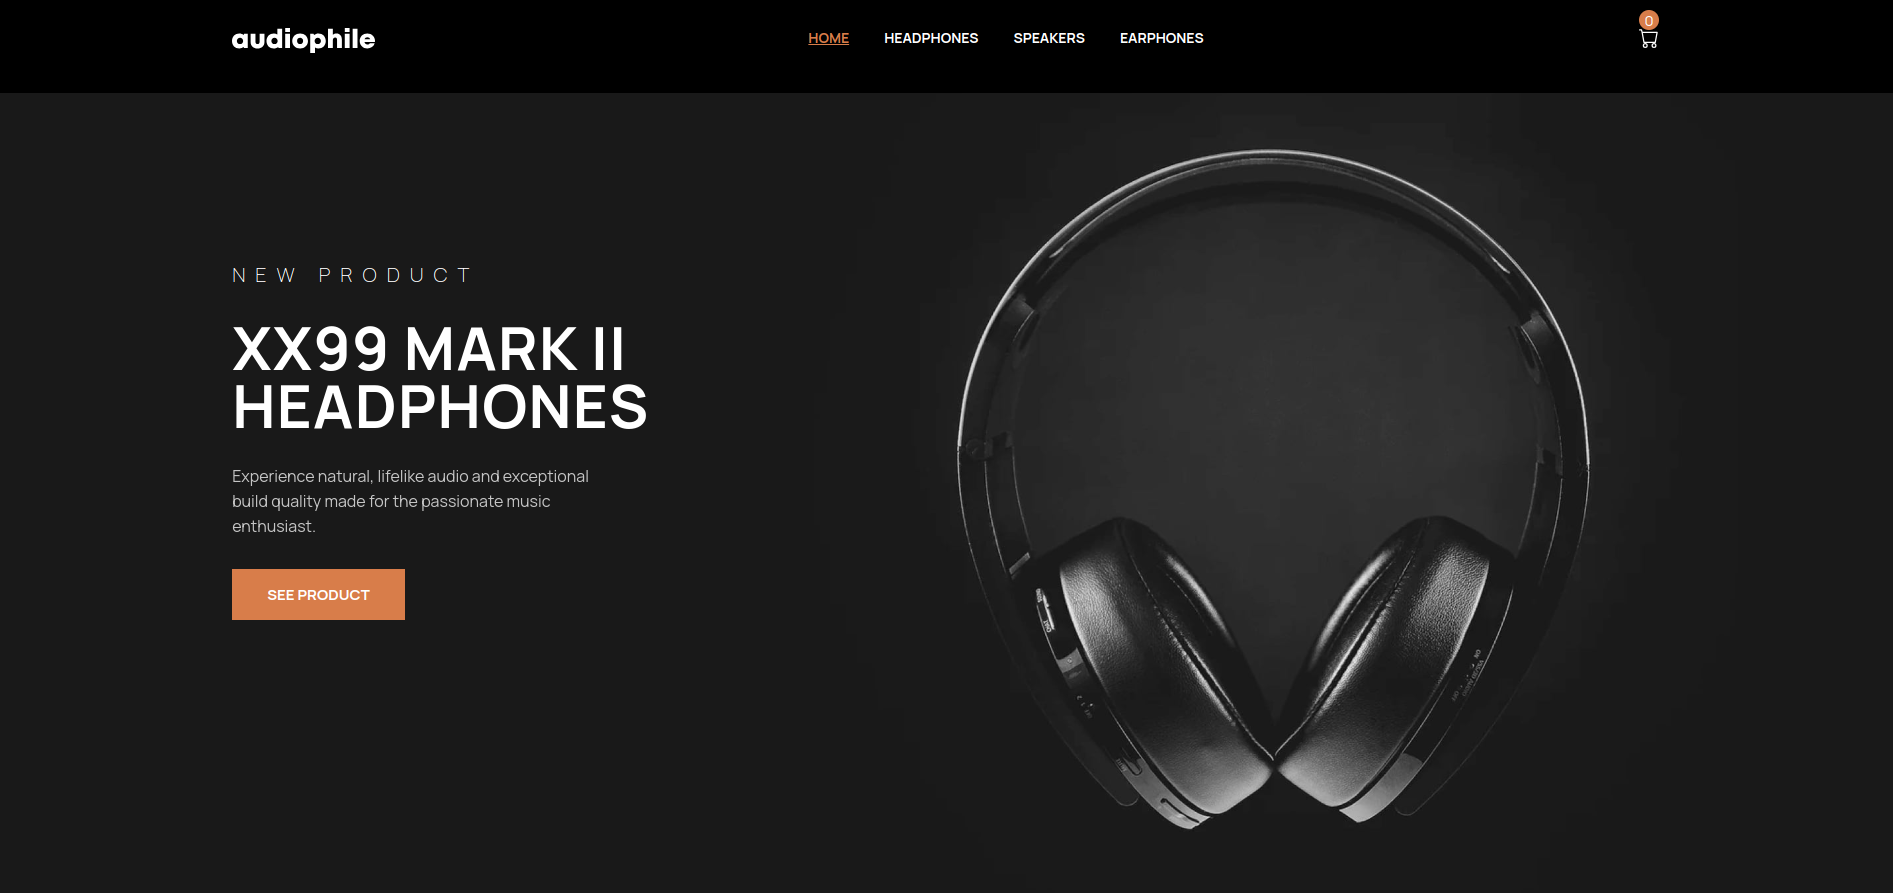 audiophile
HOME HEADPHONES SPEAKERS EARPHONES
0
NEW PRODUCT
XX99 MARK II
HEADPHONES
Experience natural, lifelike audio and exceptional
build quality made for the passionate music
enthusiast.
SEE PRODUCT